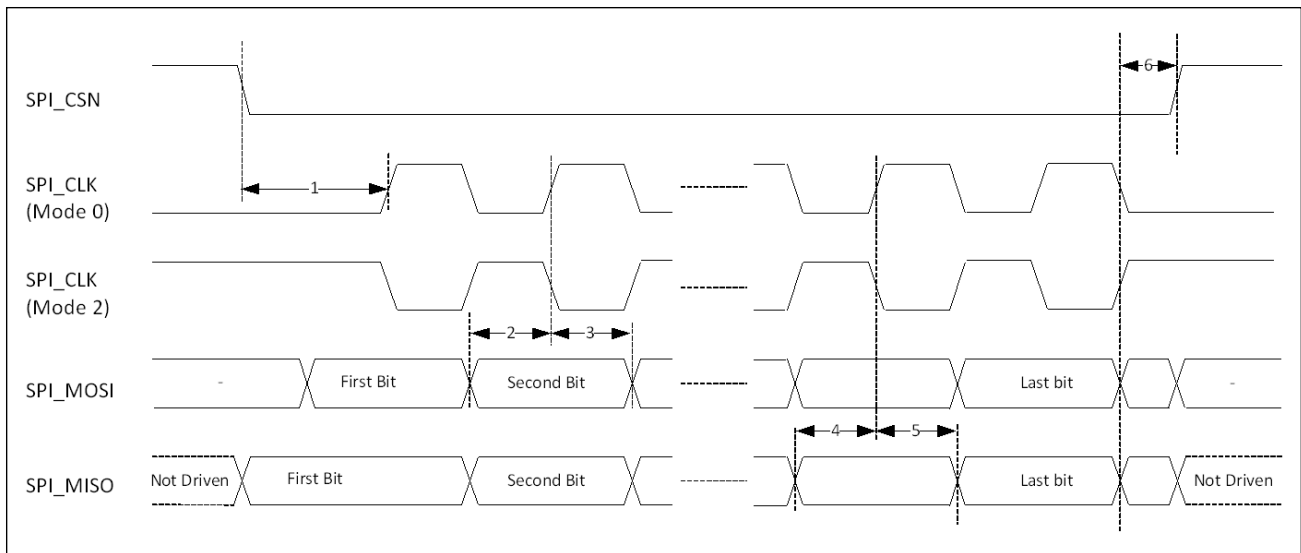 6
SPI_CSN
SPI_CLK
(Mode 0)
1
SPI_CLK
(Mode 2)
2
3
SPI_MOSI
-
First Bit
Second Bit
Last bit
-
4
5
SPI_MISO
Not Driven
First Bit
Second Bit
Last bit
Not Driven